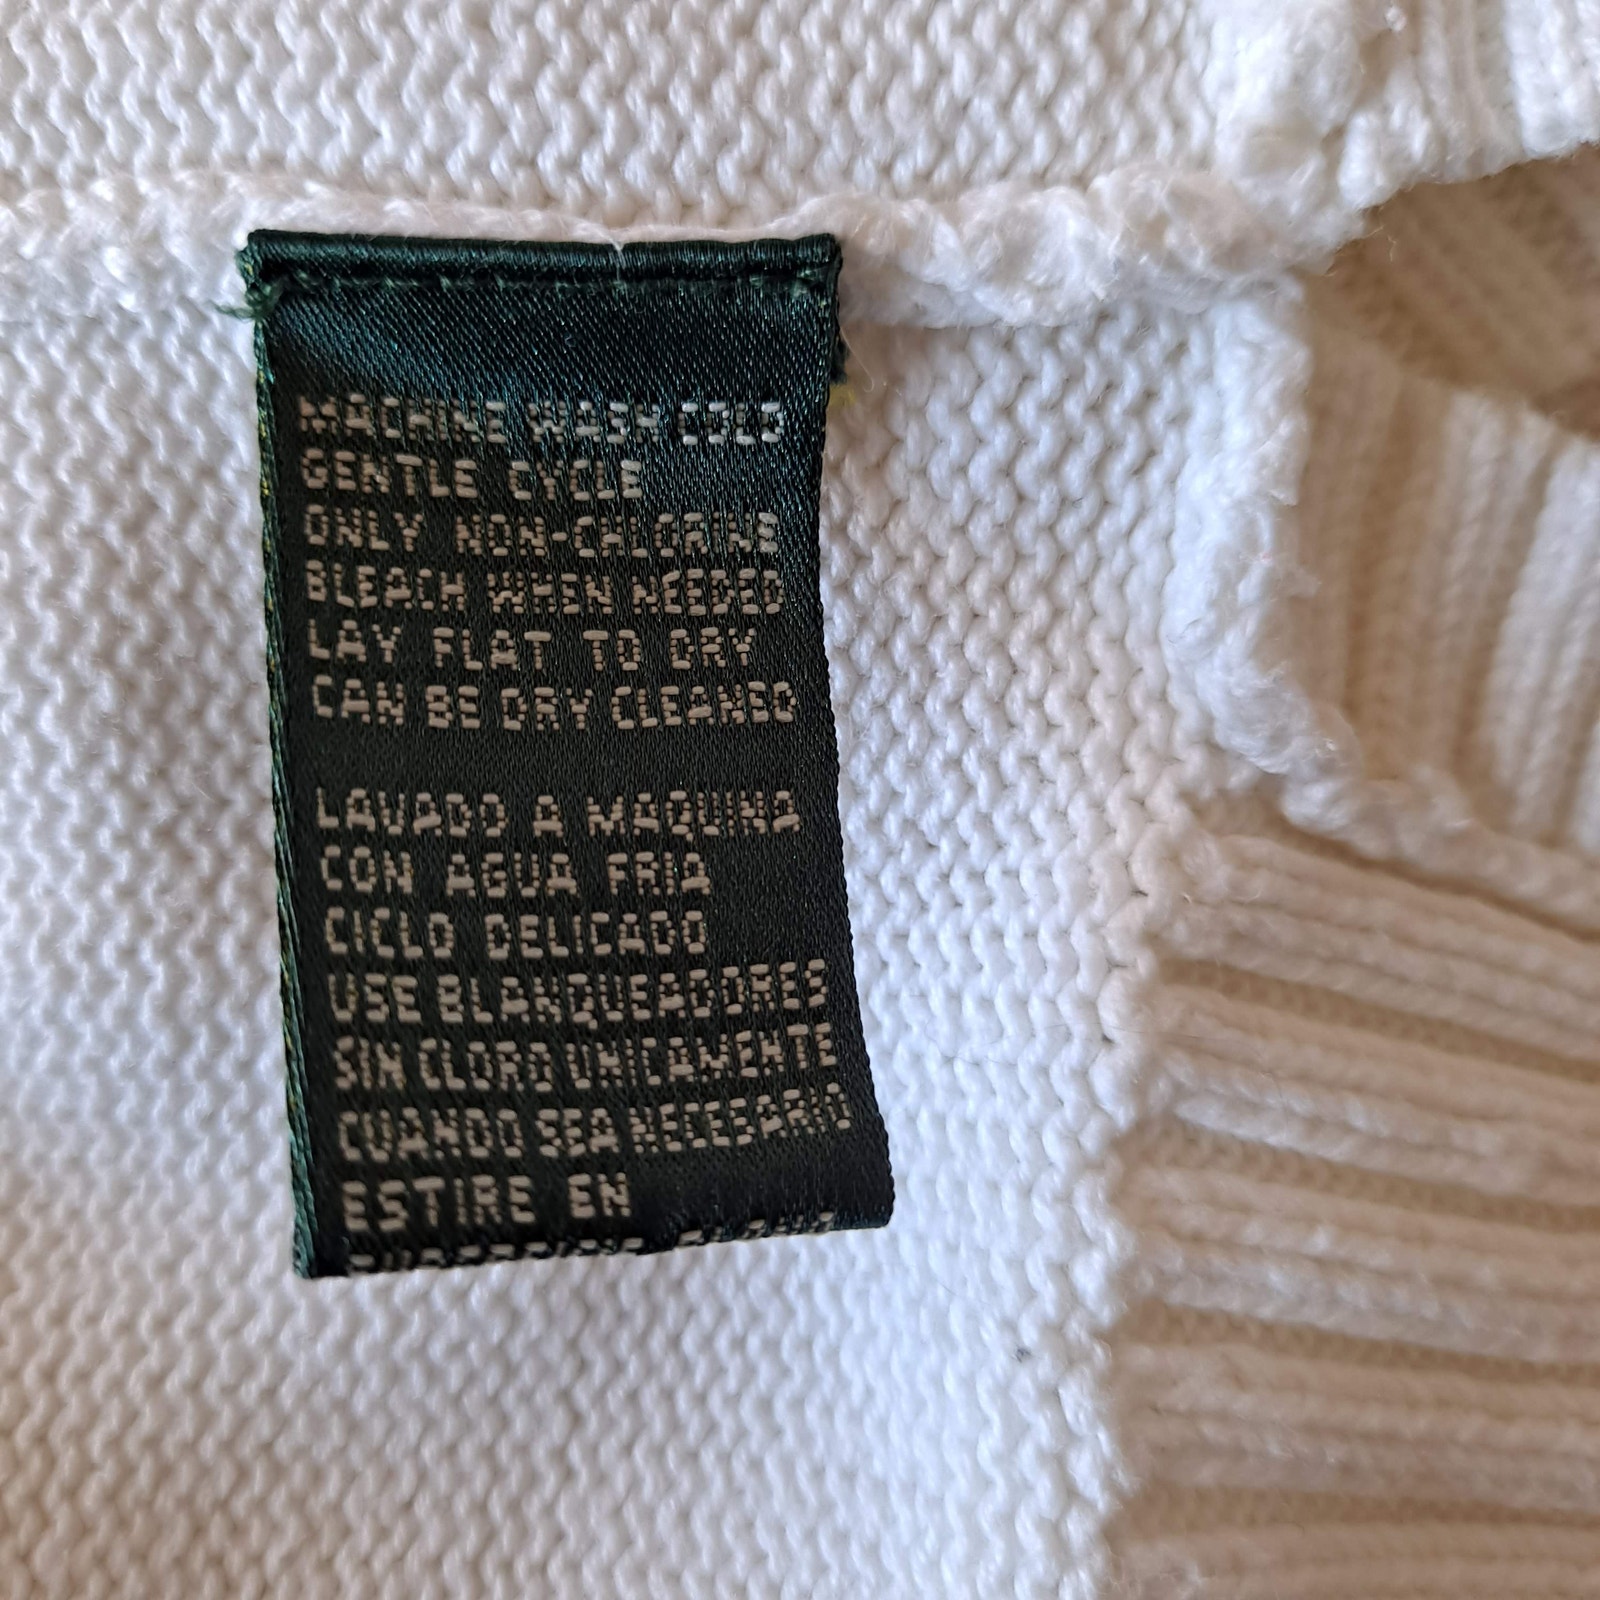 MACHINE WASH COLD
GENTLE CYCLE
ONLY NON-CHLORINE
BLEACH WHEN NEEDED
LAY FLAT TO DRY
CAN BE DRY CLEANED
LAVADO A MAQUINA
CON AGUA FRIA
CICLO DELICADO
USE BLANQUEADORES
SIN CLORO UNICAMENTE
CUANDO SEA NECESARIO
ESTIRE EN